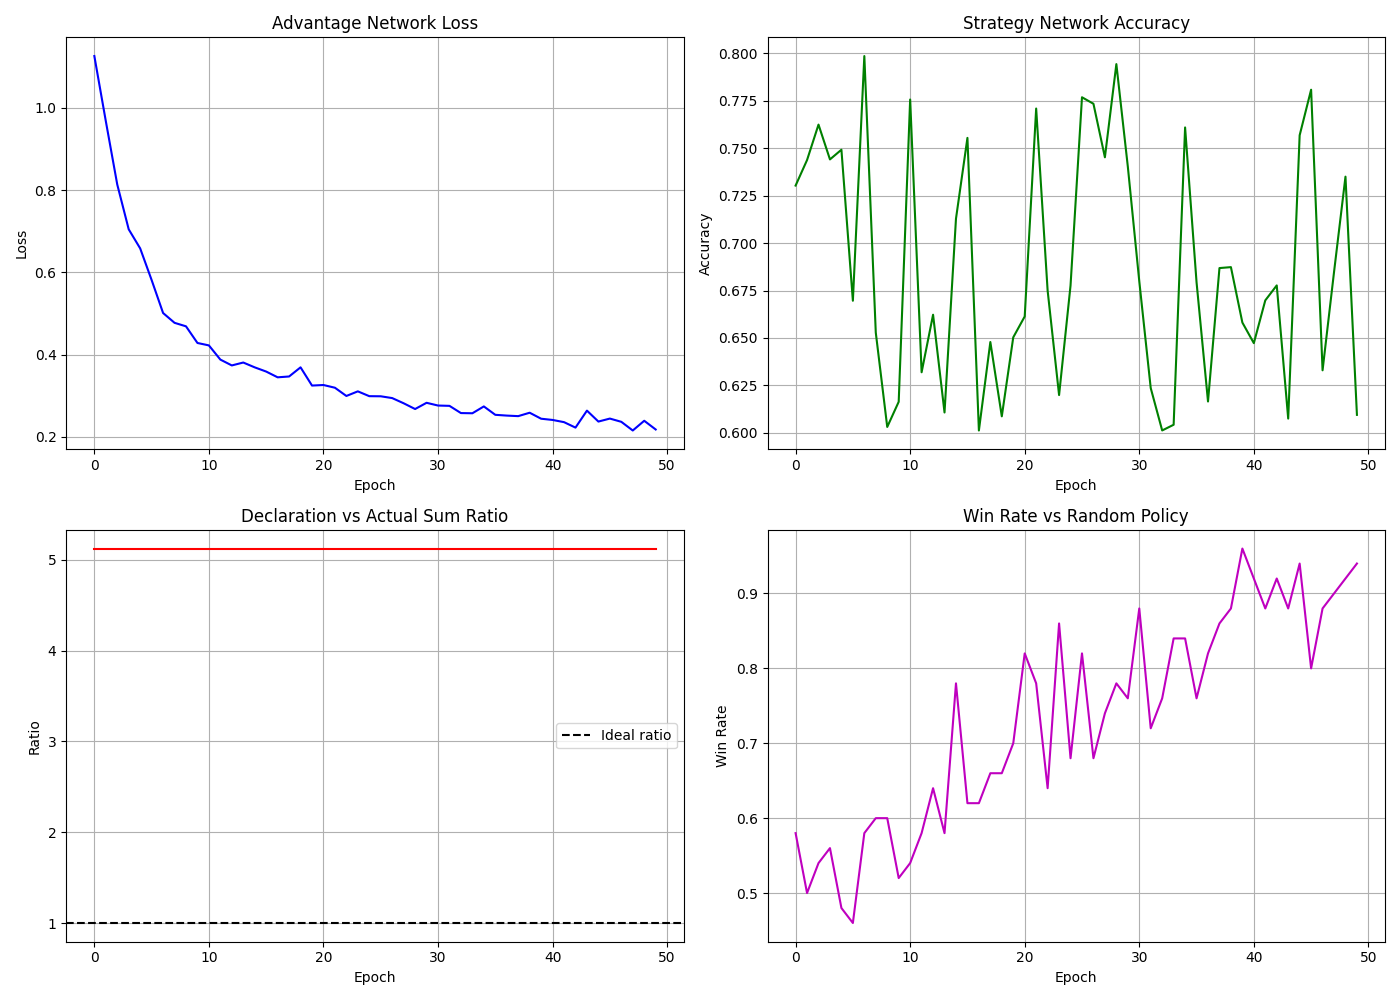 Advantage Network Loss
Loss
1.0
0.8
0.6
0.4
0.2
0 10 20 30 40 50
Epoch
Strategy Network Accuracy
Accuracy
0.800
0.775
0.750
0.725
0.700
0.675
0.650
0.625
0.600
0 10 20 30 40 50
Epoch
Declaration vs Actual Sum Ratio
Ratio
5
4
3
2
1
Ideal ratio
0 10 20 30 40 50
Epoch
Win Rate vs Random Policy
Win Rate
0.9
0.8
0.7
0.6
0.5
0 10 20 30 40 50
Epoch